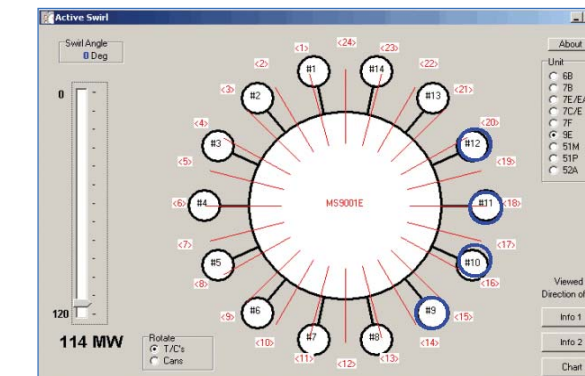 Active Swirl
Swirl Angle
0 Deg
0
120
114 MW
Rotate
T/C's
Cans
MS9001E
#1
#2
#3
#4
#5
#6
#7
#8
#9
#10
#11
#12
#13
#14
<1>
<2>
<3>
<4>
<5>
<6>
<7>
<8>
<9>
<10>
<11>
<12>
<13>
<14>
<15>
<16>
<17>
<18>
<19>
<20>
<21>
<22>
<23>
<24>
About
Unit
6B
7B
7E/EA
7C/E
7F
9E
51M
51P
52A
Viewed
Direction of
Info 1
Info 2
Chart